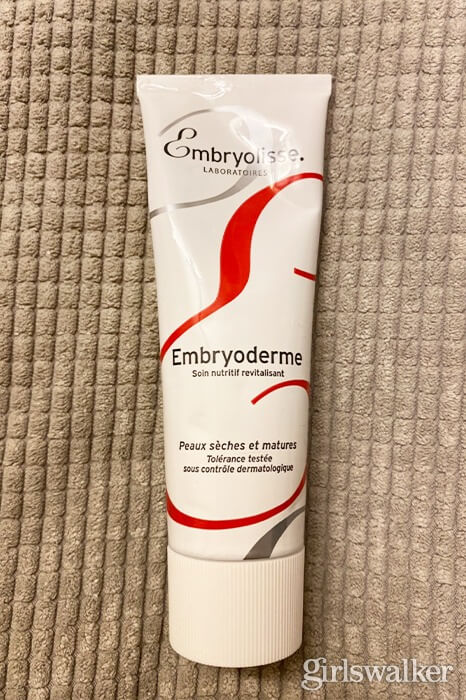 Embryolisse.
LABORATOIRES
Embryoderme
Soin nutritif revitalisant
Peaux sèches et matures
Tolérance testée
sous contrôle dermatologique
girlswalker